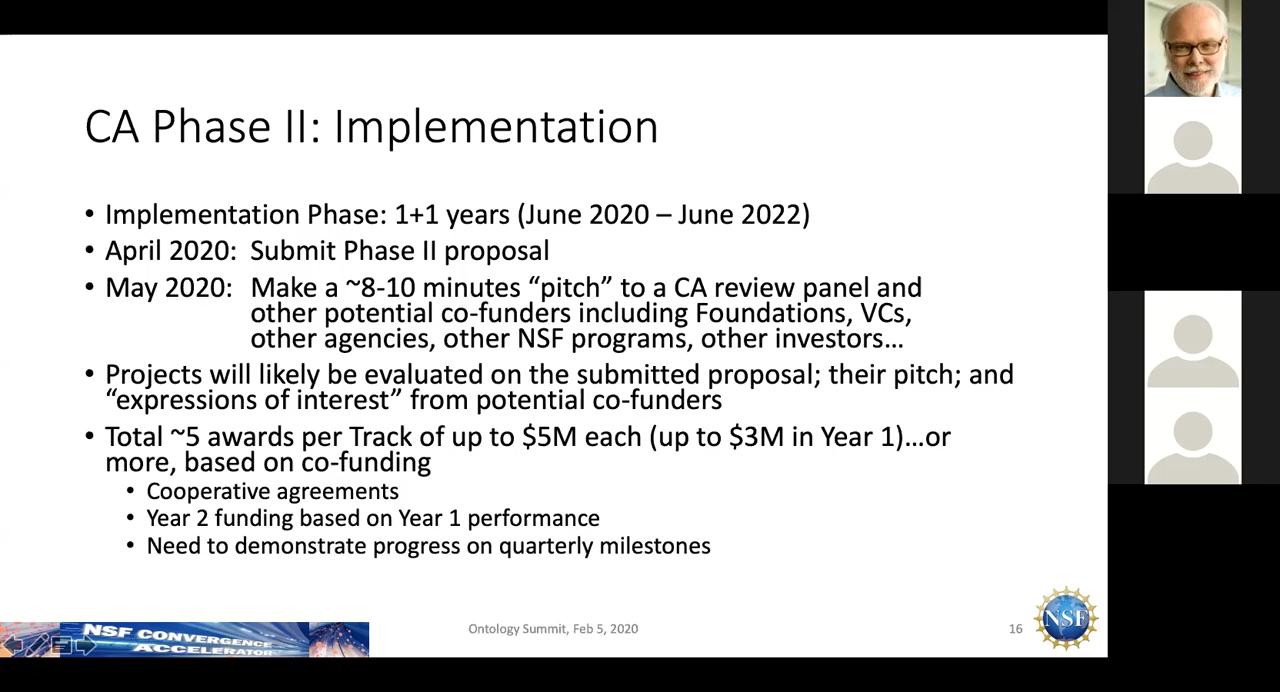 CA Phase II: Implementation
• Implementation Phase: 1+1 years (June 2020 – June 2022)
• April 2020: Submit Phase II proposal
• May 2020: Make a ~8-10 minutes “pitch” to a CA review panel and
other potential co-funders including Foundations, VCs,
other agencies, other NSF programs, other investors…
• Projects will likely be evaluated on the submitted proposal; their pitch; and
“expressions of interest” from potential co-funders
• Total ~5 awards per Track of up to $5M each (up to $3M in Year 1)…or
more, based on co-funding
• Cooperative agreements
• Year 2 funding based on Year 1 performance
• Need to demonstrate progress on quarterly milestones
NSF CONVERGENCE
ACCELERATOR
Ontology Summit, Feb 5, 2020
16
NSF